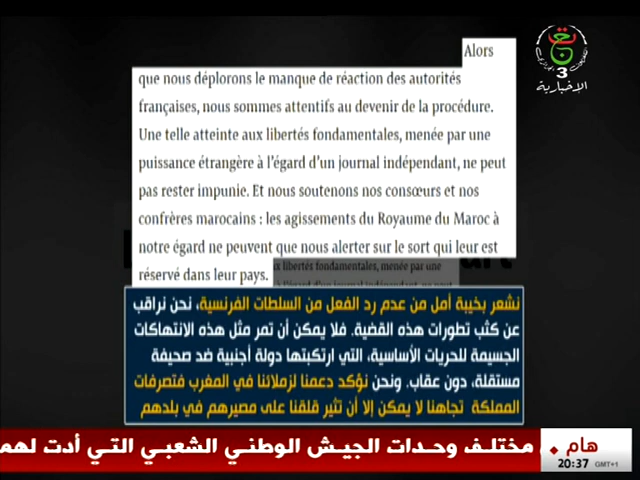 Alors
que nous déplorons le manque de réaction des autorités
françaises, nous sommes attentifs au devenir de la procédure.
Une telle atteinte aux libertés fondamentales, menée par une
puissance étrangère à l'égard d'un journal indépendant, ne peut
pas rester impunie. Et nous soutenons nos consœurs et nos
confrères marocains : les agissements du Royaume du Maroc à
notre égard ne peuvent que nous alerter sur le sort qui leur est
réservé dans leur pays.
libertés fondamentales, menée par une
نشعر بخيبة أمل من عدم رد الفعل من السلطات الفرنسية، نحن نراقب
عن كثب تطورات هذه القضية. فلا يمكن أن تمر مثل هذه الانتهاكات
الجسيمة للحريات الأساسية، التي ارتكبتها دولة أجنبية ضد صحيفة
مستقلة، دون عقاب. ونحن نؤكد دعمنا لزملائنا في المغرب فتصرفات
المملكة تجاهنا لا يمكن إلا أن تثير قلقنا على مصيرهم في بلدهم
3
الإخبارية
هام
مختلف وحدات الجيش الوطني الشعبي التي أدت لهم
20:37 GMT+1